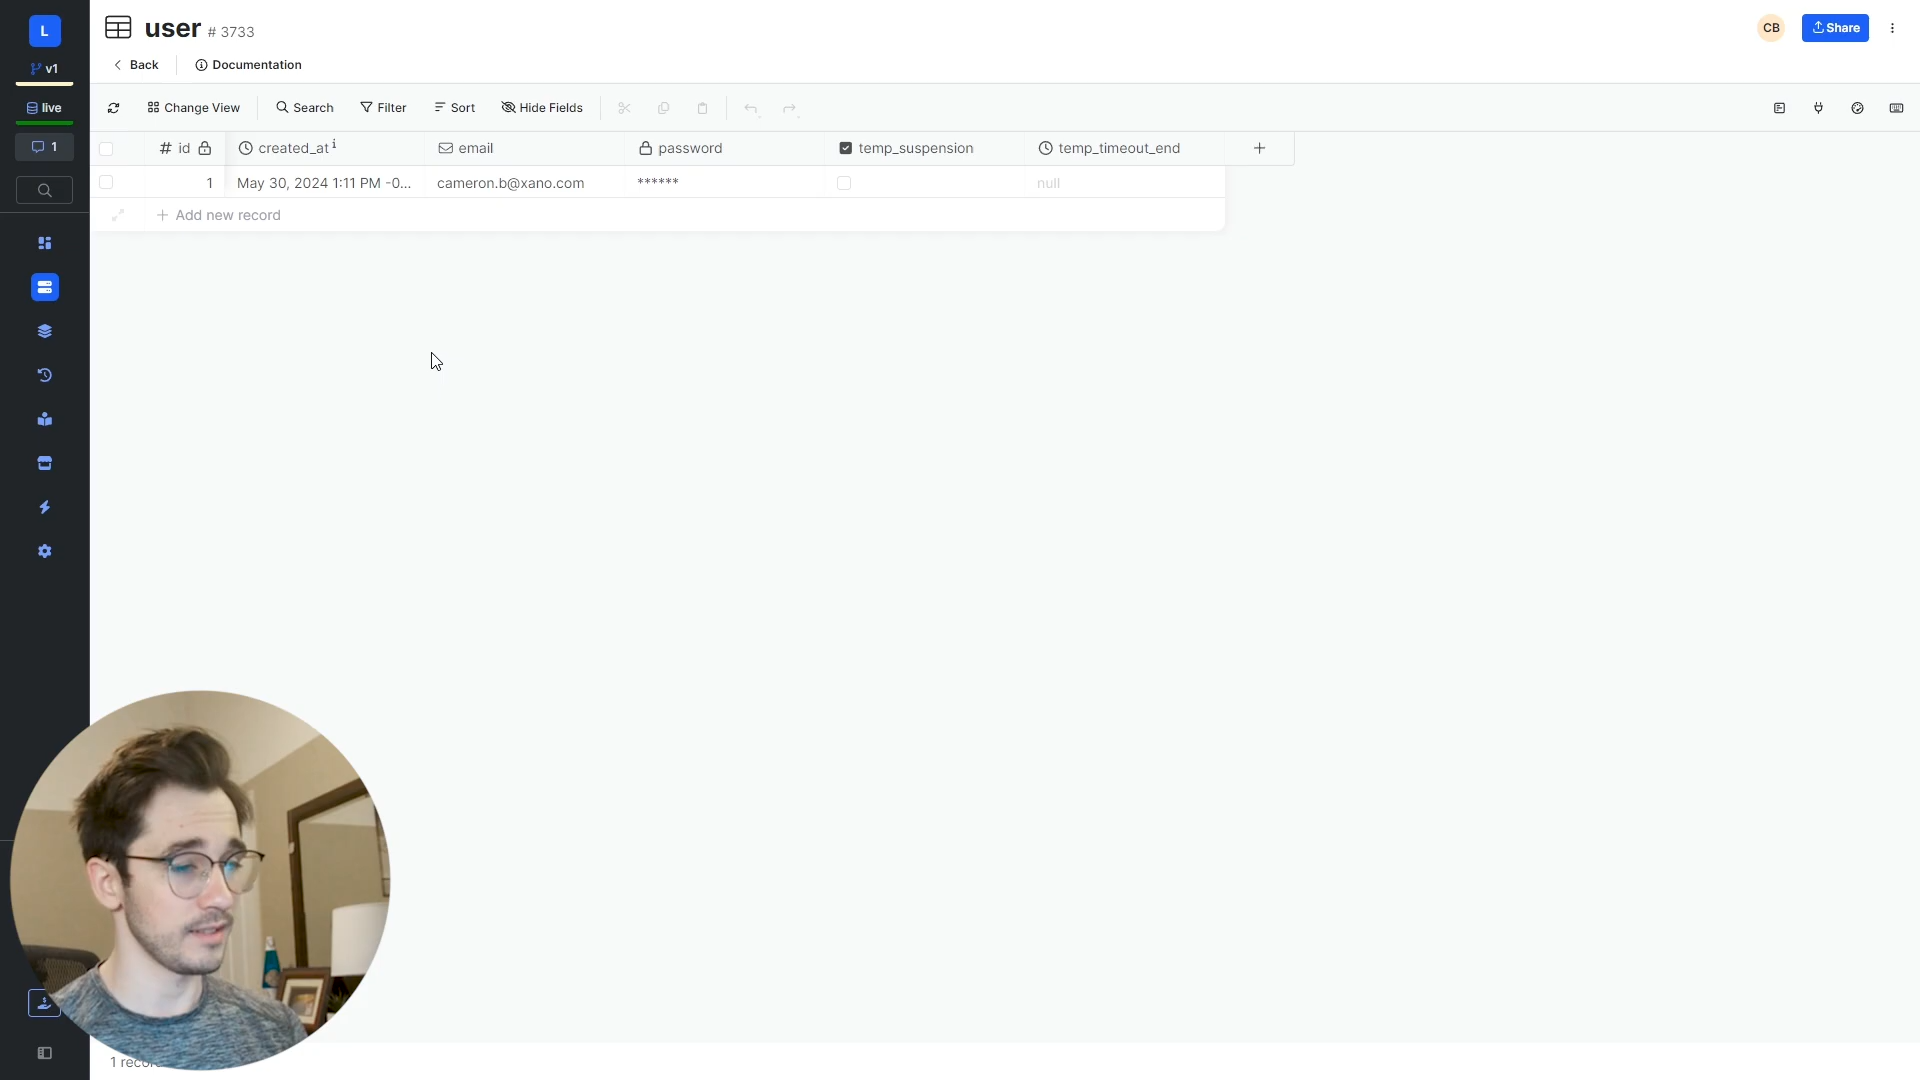 L
user # 3733
CB
Share
v1
Back
Documentation
live
Change View
Search
Filter
Sort
Hide Fields
1
# id
created_at i
email
password
temp_suspension
temp_timeout_end
1
May 30, 2024 1:11 PM -0...
cameron.b@xano.com
******
null
Add new record
1